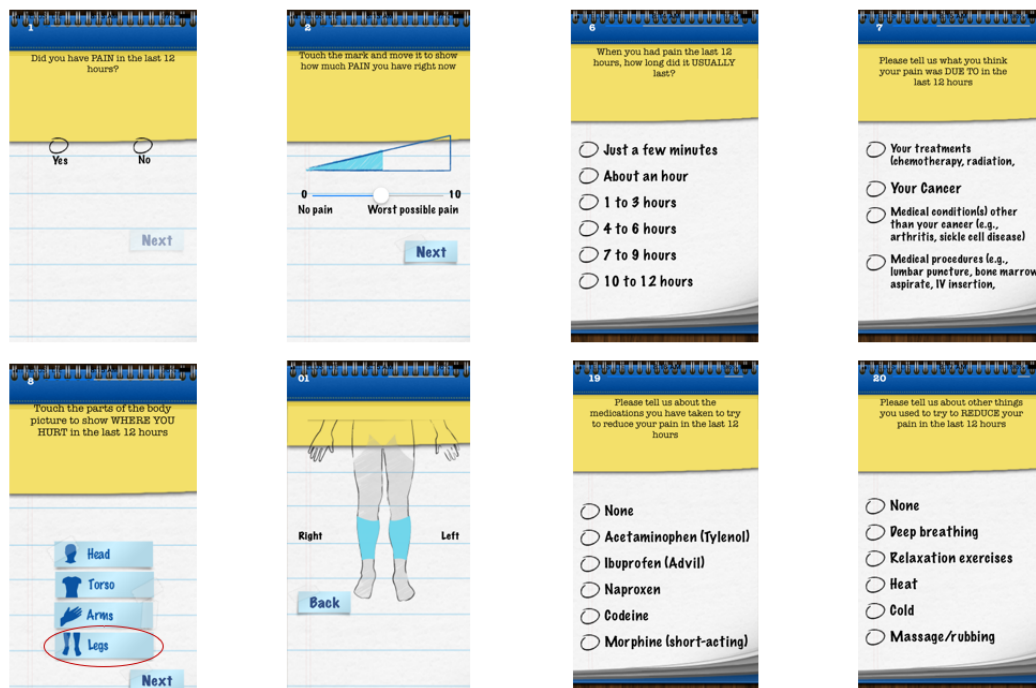 1
Did you have PAIN in the last 12
hours?
Yes
No
Next
2
Touch the mark and move it to show
how much PAIN you have right now
0
10
No pain
Worst possible pain
Next
6
When you had pain the last 12
hours, how long did it USUALLY
last?
Just a few minutes
About an hour
1 to 3 hours
4 to 6 hours
7 to 9 hours
10 to 12 hours
7
Please tell us what you think
your pain was DUE TO in the
last 12 hours
Your treatments
(chemotherapy, radiation,
Your Cancer
Medical condition(s) other
than your cancer (e.g.,
arthritis, sickle cell disease)
Medical procedures (e.g.,
lumbar puncture, bone marrow
aspirate, IV insertion,
8
Touch the parts of the body
picture to show WHERE YOU
HURT in the last 12 hours
Head
Torso
Arms
Legs
Next
01
Right
Left
Back
19
Please tell us about the
medications you have taken to try
to reduce your pain in the last 12
hours
None
Acetaminophen (Tylenol)
Ibuprofen (Advil)
Naproxen
Codeine
Morphine (short-acting)
20
Please tell us about other things
you used to try to REDUCE your
pain in the last 12 hours
None
Deep breathing
Relaxation exercises
Heat
Cold
Massage/rubbing